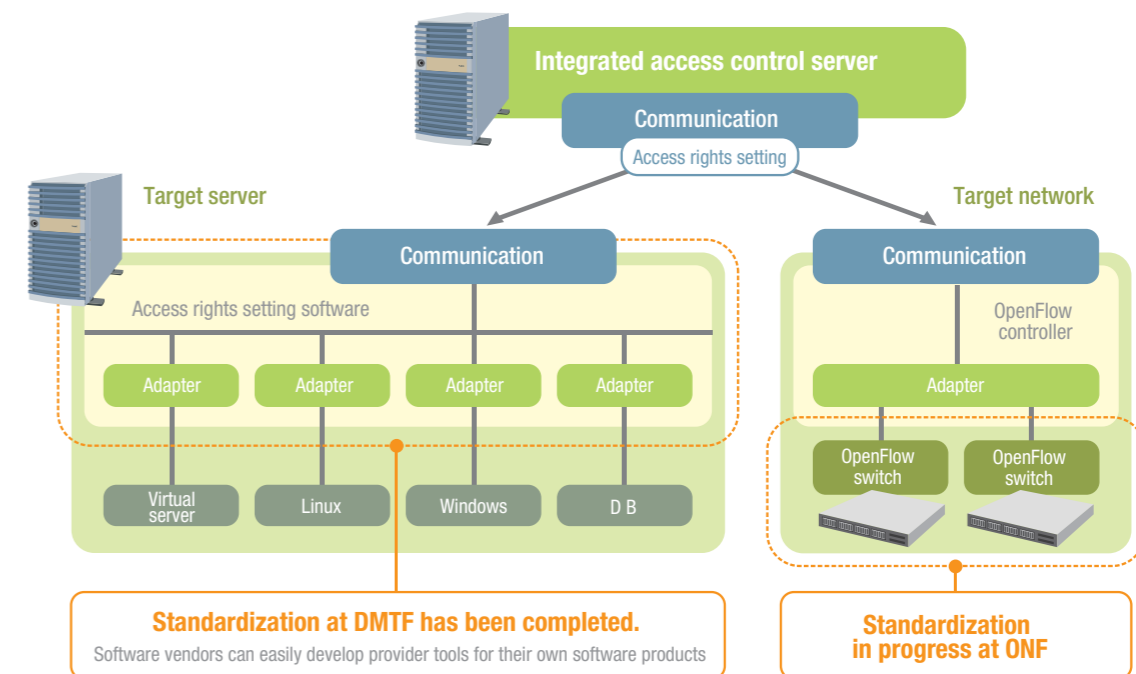 Integrated access control server
Communication
Access rights setting
Target server
Target network
Communication
Communication
Access rights setting software
OpenFlow
controller
Adapter
Adapter
Adapter
Adapter
Adapter
OpenFlow
switch
OpenFlow
switch
Virtual
server
Linux
Windows
D B
Standardization at DMTF has been completed.
Software vendors can easily develop provider tools for their own software products
Standardization
in progress at ONF